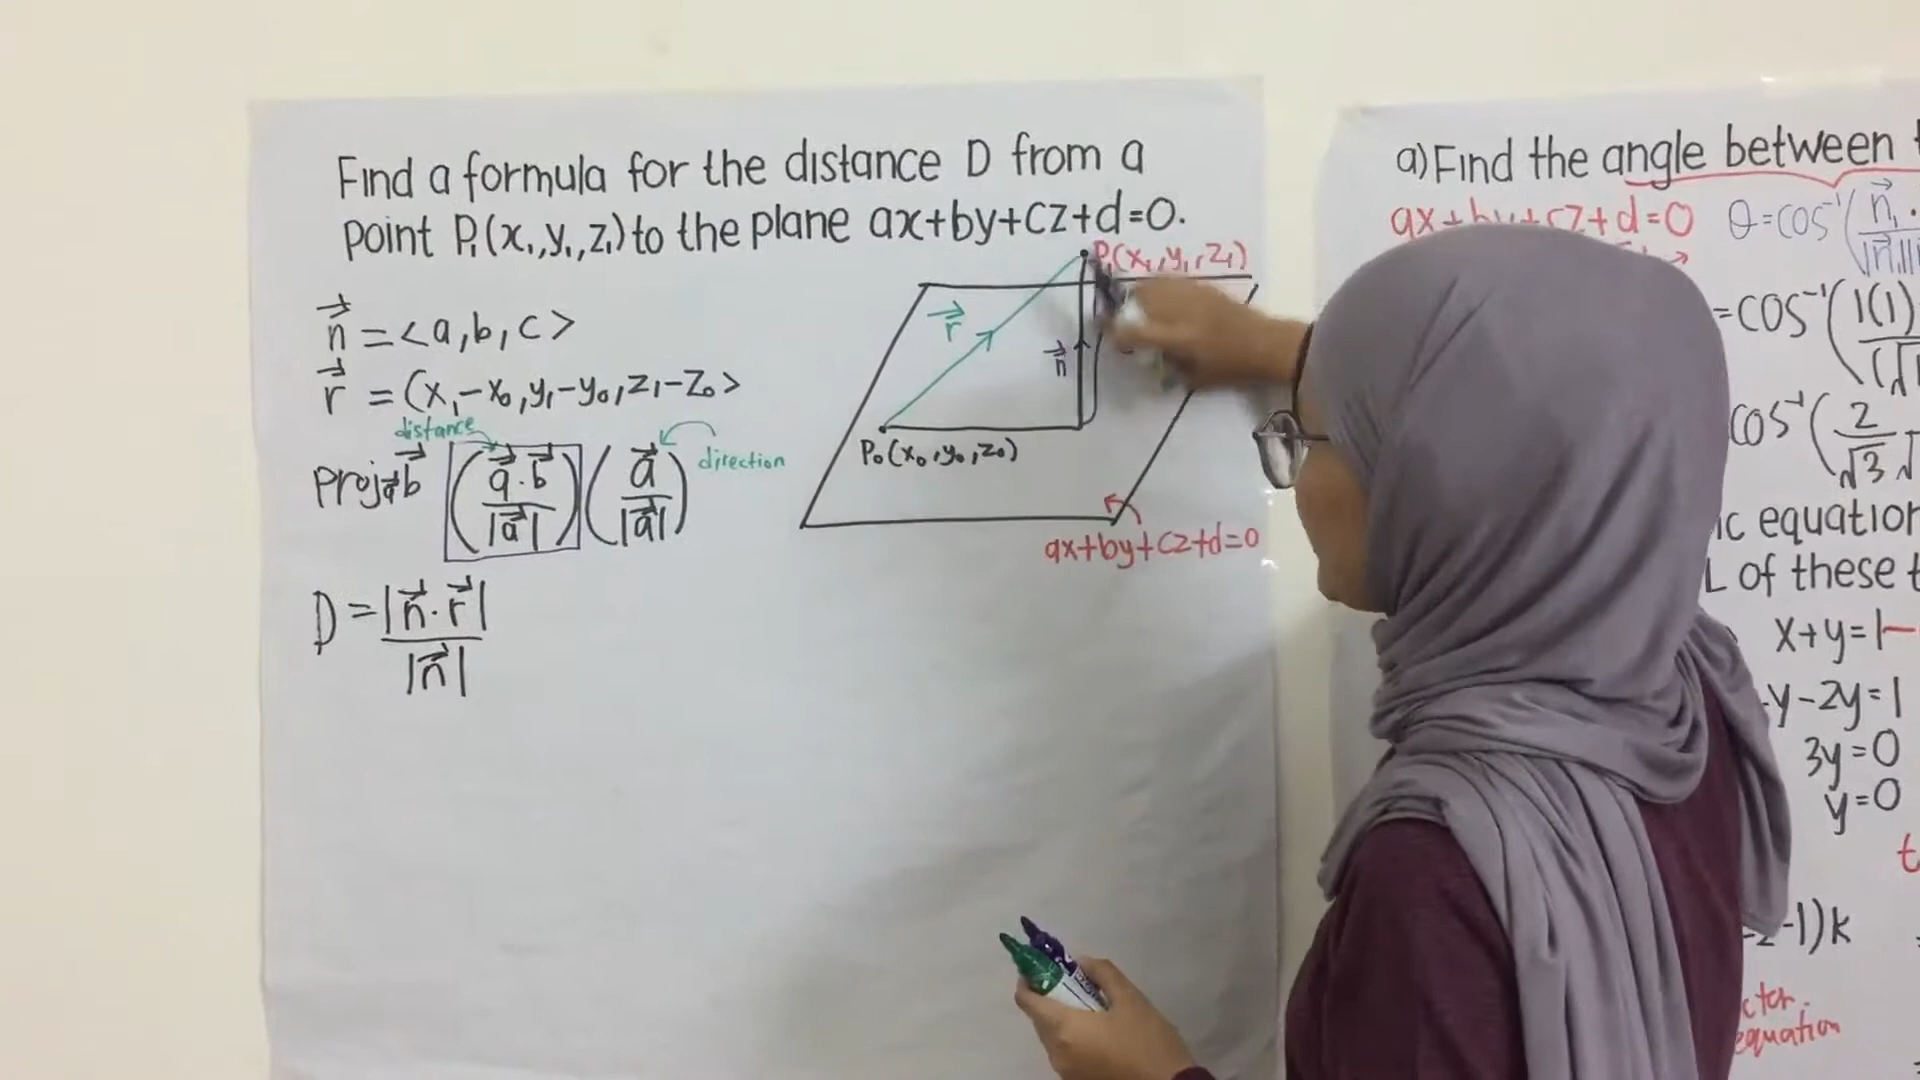 Find a formula for the distance D from a
point P₁(x₁,y₁,z₁) to the plane ax+by+cz+d=0.
P₁(x₁,y₁,z₁)
n⃗ = <a,b,c>
r⃗ = (x₁-x₀,y₁-y₀,z₁-z₀>
distance
Proj a⃗ b⃗ (a⃗·b⃗/|a⃗|)(a⃗/|a⃗|)
direction
D = |n⃗·r⃗|/|n⃗|
r⃗
n⃗
P₀(x₀,y₀,z₀)
ax+by+cz+d=0
a) Find the angle between
ax+by+cz+d=0
θ=cos⁻¹(n⃗₁·
|n⃗₁||
=cos⁻¹(1(1)
(√
cos⁻¹(2
√3√
ic equation
L of these t
x+y=1
-y-2y=1
3y=0
y=0
t
-1)k
ctor
equation